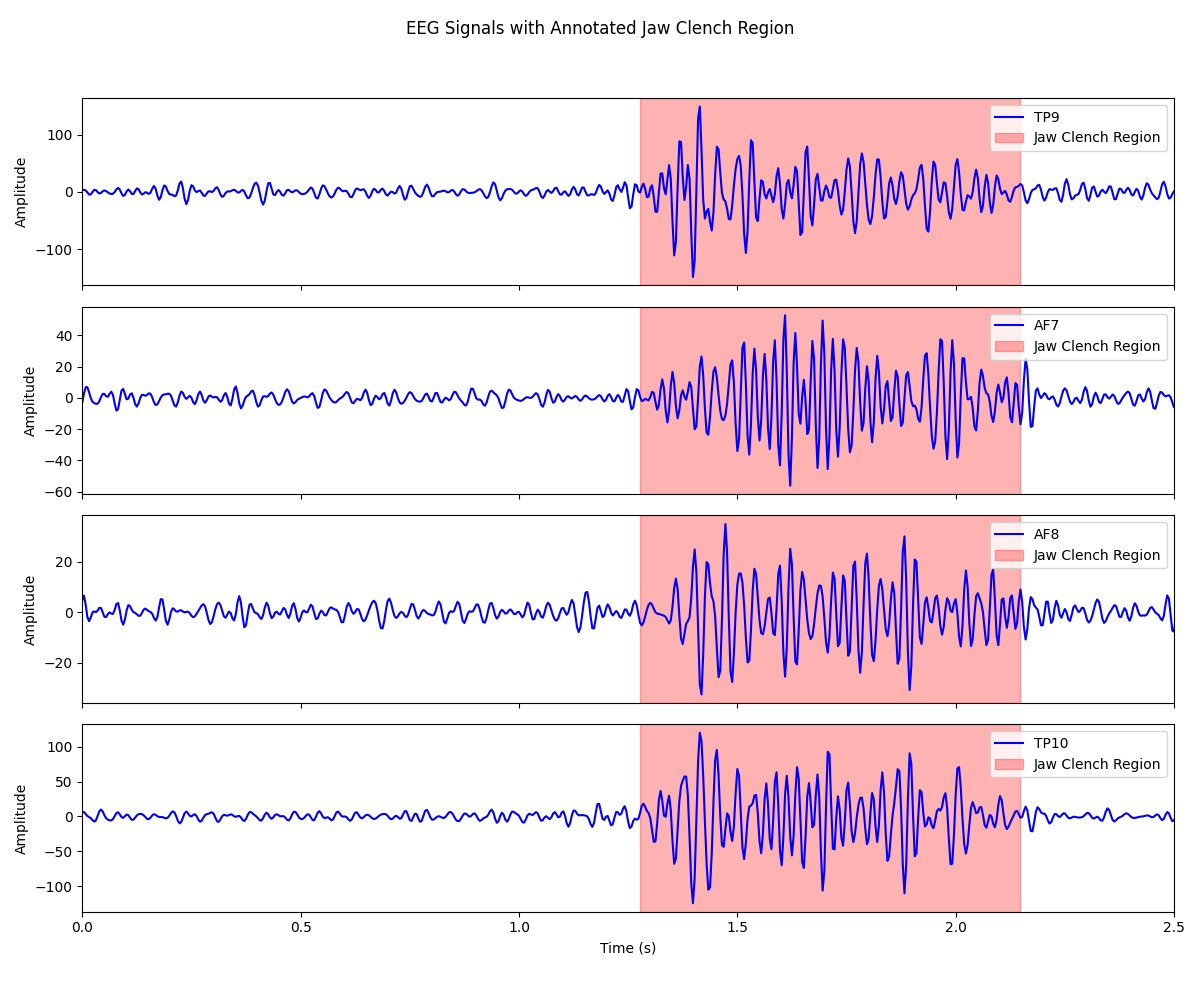 EEG Signals with Annotated Jaw Clench Region
Amplitude
100
0
−100
TP9
Jaw Clench Region
Amplitude
40
20
0
−20
−40
−60
AF7
Jaw Clench Region
Amplitude
20
0
−20
AF8
Jaw Clench Region
Amplitude
100
50
0
−50
−100
TP10
Jaw Clench Region
0.0 0.5 1.0 1.5 2.0 2.5
Time (s)